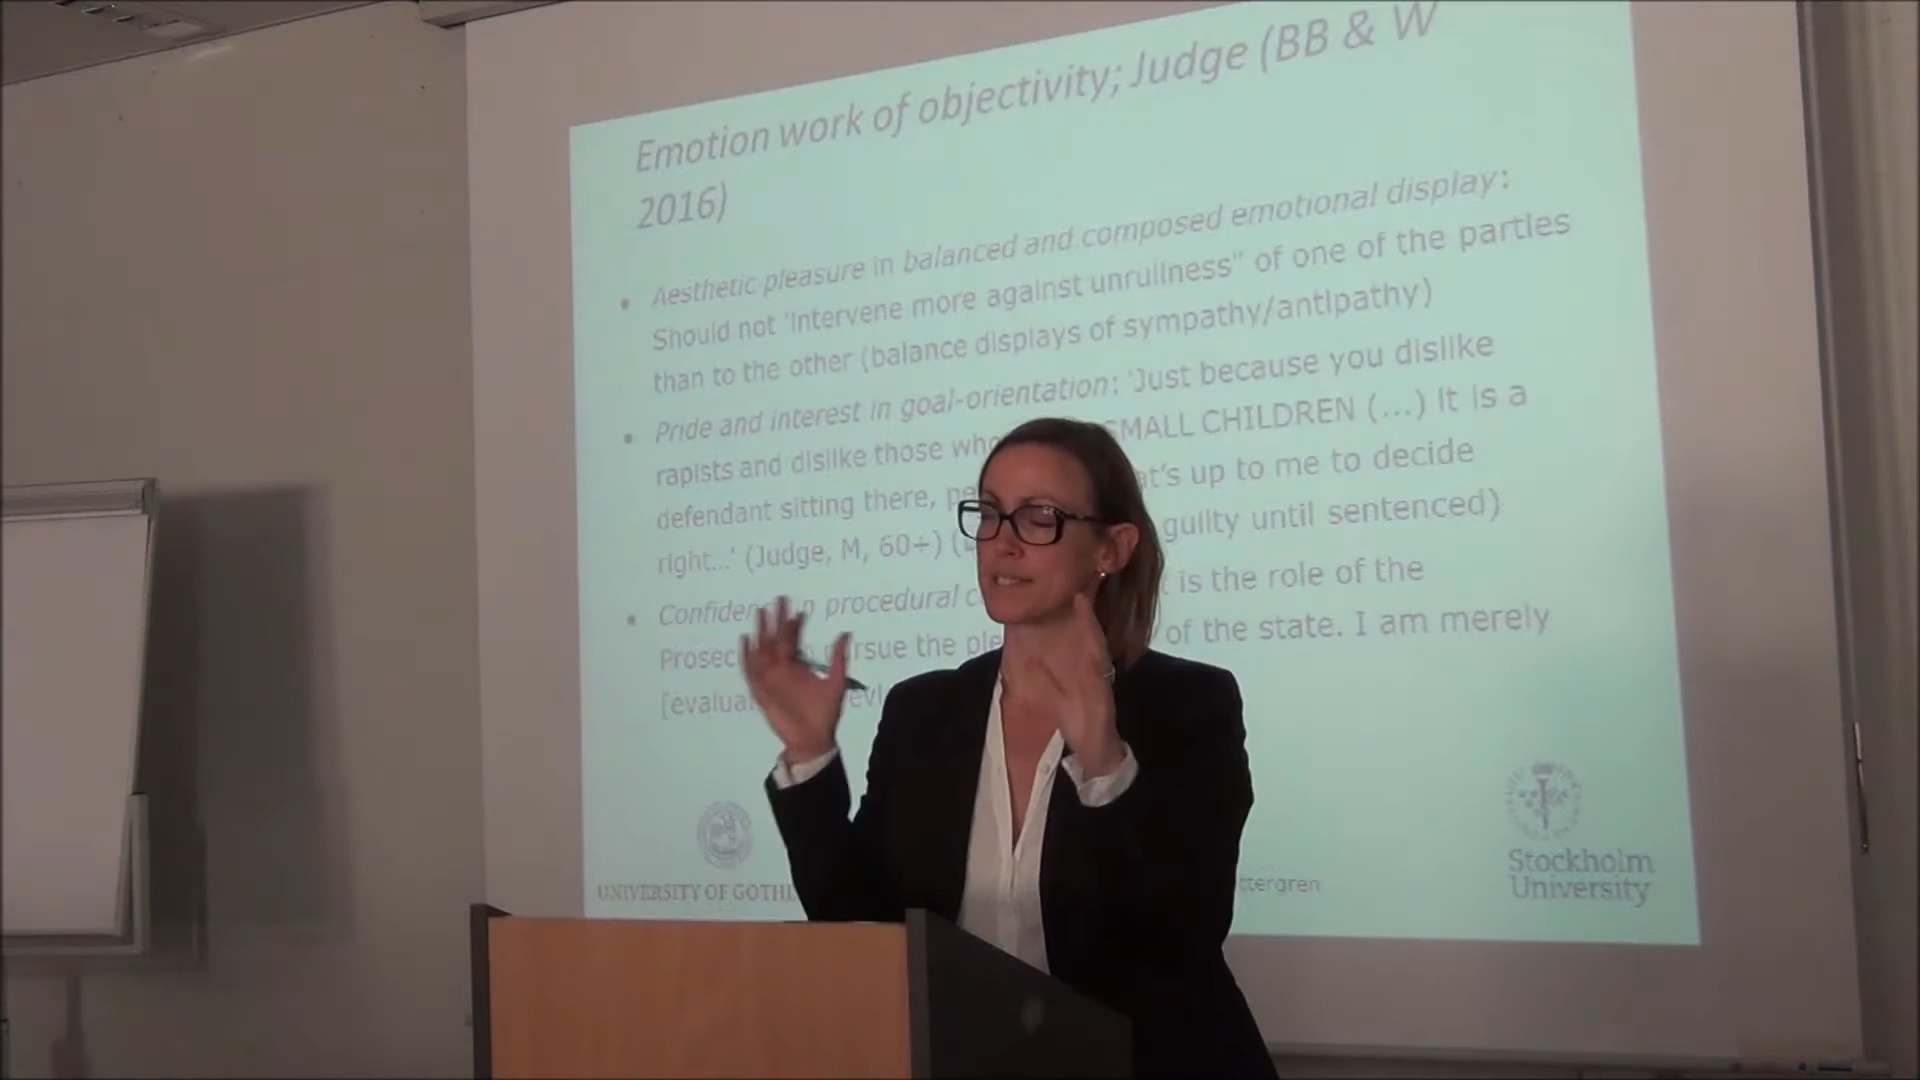 Emotion work of objectivity; Judge (BB & W
2016)
• Aesthetic pleasure in balanced and composed emotional display:
Should not 'intervene more against unruliness" of one of the parties
than to the other (balance displays of sympathy/antipathy)
• Pride and interest in goal-orientation: 'Just because you dislike
rapists and dislike those who SMALL CHILDREN (...) it is a
defendant sitting there, up to me to decide
right...' (Judge, M, 60+) guilty until sentenced)
• procedural is the role of the
the of the state. I am merely
UNIVERSITY OF
Stockholm
University